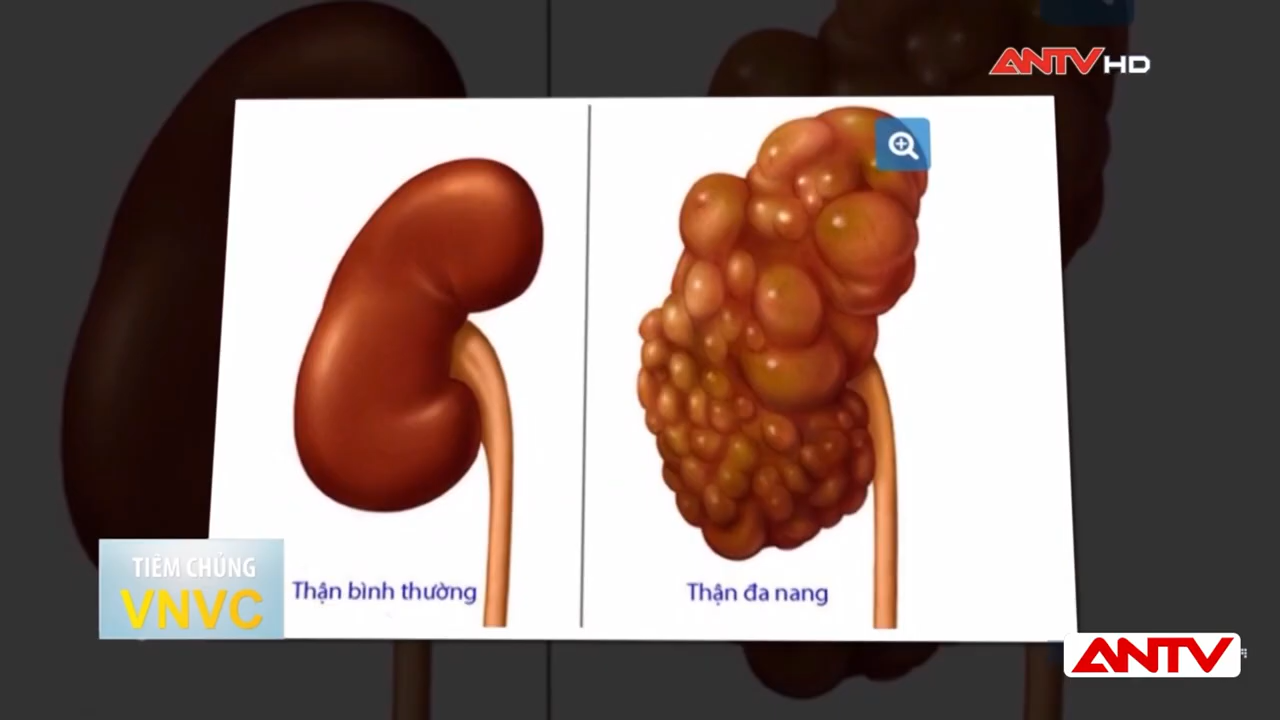 ANTV HD
TIÊM CHỦNG
VNVC
Thận bình thường
Thận đa nang
ANTV